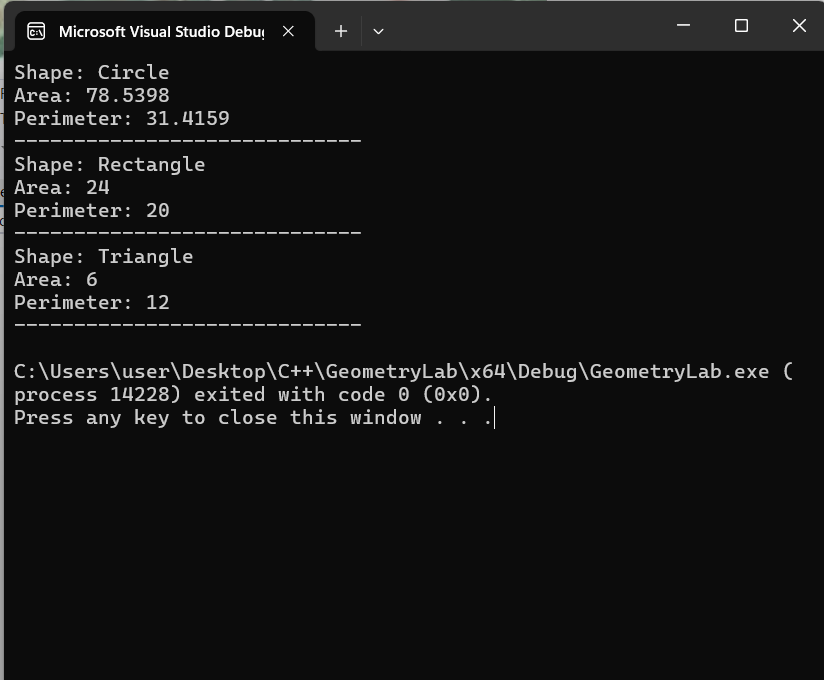 Microsoft Visual Studio Debu
Shape: Circle
Area: 78.5398
Perimeter: 31.4159
-----------------------------
Shape: Rectangle
Area: 24
Perimeter: 20
-----------------------------
Shape: Triangle
Area: 6
Perimeter: 12
-----------------------------
C:\Users\user\Desktop\C++\GeometryLab\x64\Debug\GeometryLab.exe (
process 14228) exited with code 0 (0x0).
Press any key to close this window . . .